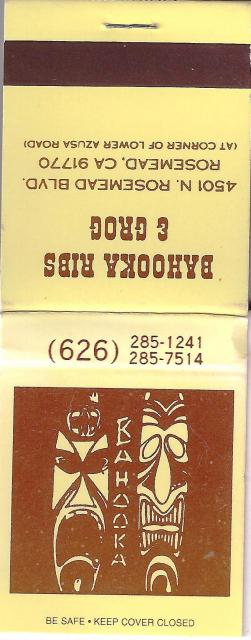 BAHOOKA RIBS
& GROG
4501 N. ROSEMEAD BLVD.
ROSEMEAD, CA 91770
(AT CORNER OF LOWER AZUSA ROAD)
(626) 285-1241
285-7514
BAHOOKA
BE SAFE • KEEP COVER CLOSED